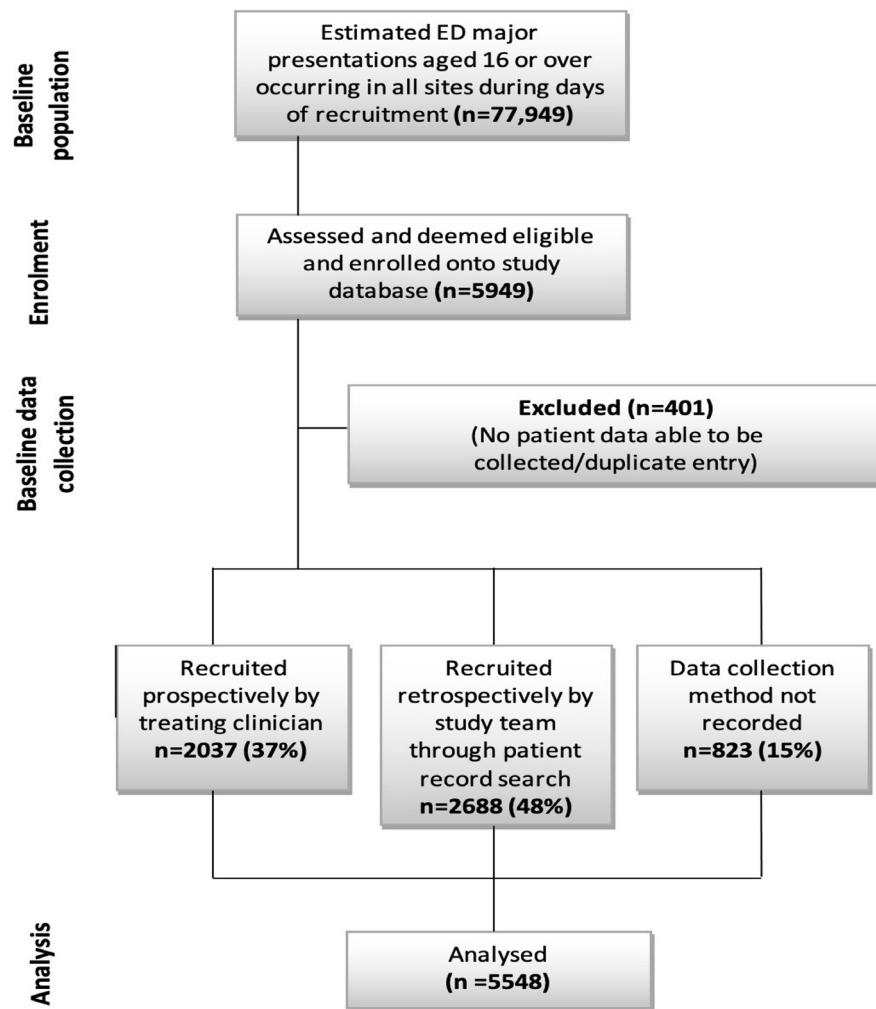 Baseline
population
Estimated ED major
presentations aged 16 or over
occurring in all sites during days
of recruitment (n=77,949)
Enrolment
Assessed and deemed eligible
and enrolled onto study
database (n=5949)
Baseline data
collection
Excluded (n=401)
(No patient data able to be
collected/duplicate entry)
Recruited
prospectively by
treating clinician
n=2037 (37%)
Recruited
retrospectively by
study team
through patient
record search
n=2688 (48%)
Data collection
method not
recorded
n=823 (15%)
Analysis
Analysed
(n =5548)